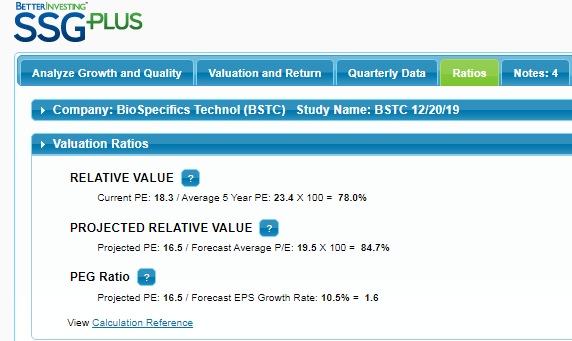 BETTERINVESTING™
SSG-PLUS
Analyze Growth and Quality Valuation and Return Quarterly Data Ratios Notes: 4
Company: BioSpecifics Technol (BSTC) Study Name: BSTC 12/20/19
Valuation Ratios
RELATIVE VALUE ?
Current PE: 18.3 / Average 5 Year PE: 23.4 X 100 = 78.0%
PROJECTED RELATIVE VALUE ?
Projected PE: 16.5 / Forecast Average P/E: 19.5 X 100 = 84.7%
PEG Ratio ?
Projected PE: 16.5 / Forecast EPS Growth Rate: 10.5% = 1.6
View Calculation Reference